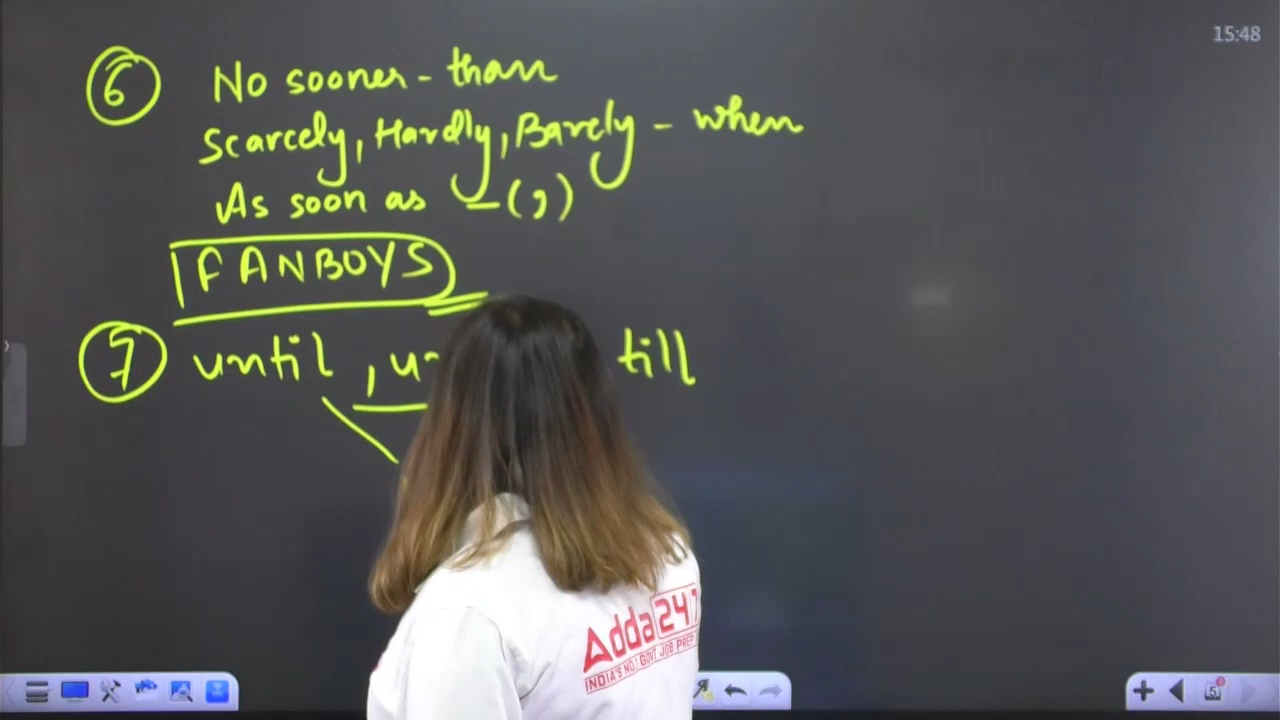 15:48
6 No sooner - than
Scarcely, Hardly, Barely - when
As soon as - (,)
FANBOYS
7 until, till
Adda247
INDIA'S NO.1 GOVT. JOB PREP
5